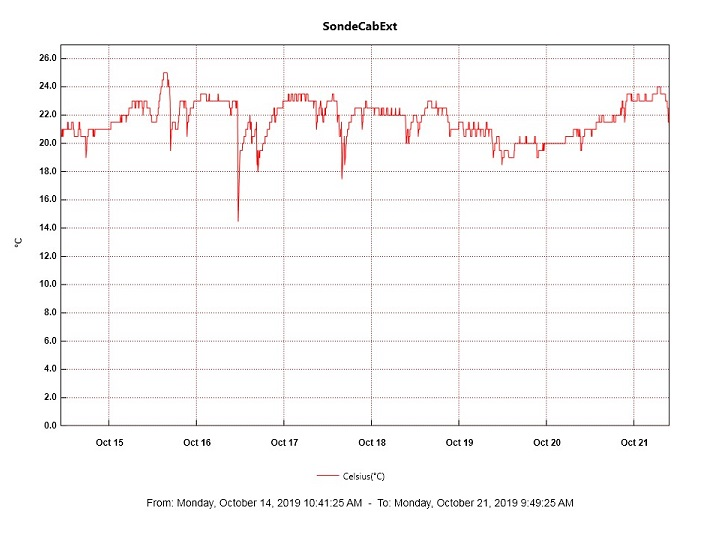 SondeCabExt
26.0
24.0
22.0
20.0
18.0
16.0
14.0
12.0
10.0
8.0
6.0
4.0
2.0
0.0
°C
Oct 15 Oct 16 Oct 17 Oct 18 Oct 19 Oct 20 Oct 21
Celsius(°C)
From: Monday, October 14, 2019 10:41:25 AM - To: Monday, October 21, 2019 9:49:25 AM